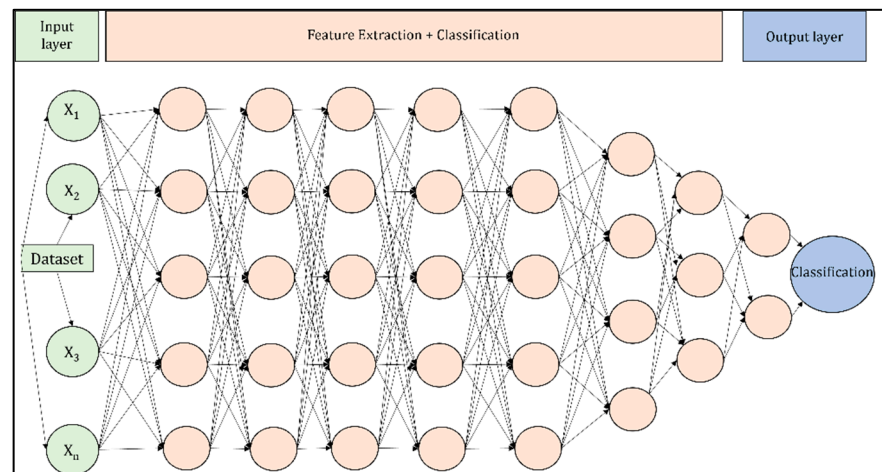 Input
layer
Feature Extraction + Classification
Output layer
X1
X2
Dataset
X3
Xn
Classification